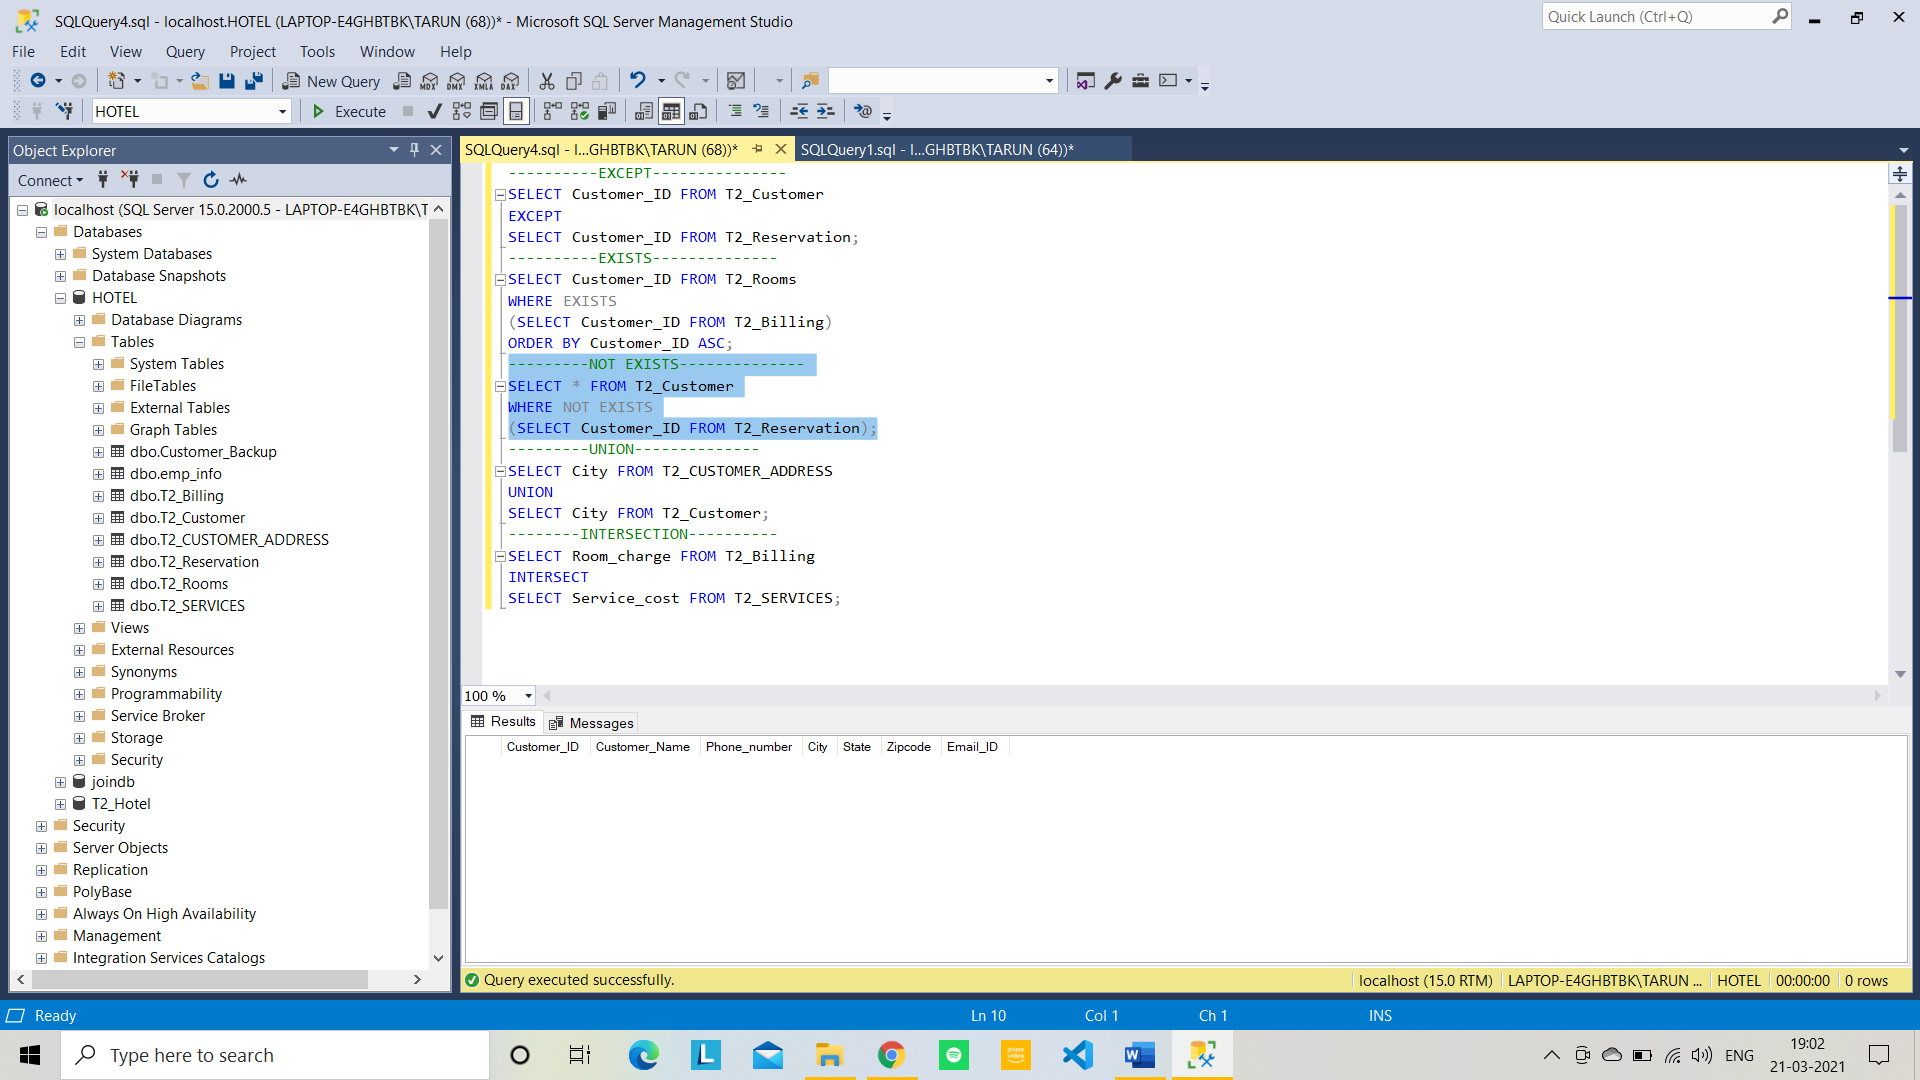 SQLQuery4.sql - localhost.HOTEL (LAPTOP-E4GHBTBK\TARUN (68))* - Microsoft SQL Server Management Studio
Quick Launch (Ctrl+Q)
File Edit View Query Project Tools Window Help
New Query MDX DMX XMLA DAX
HOTEL Execute
Object Explorer
SQLQuery4.sql - l...GHBTBK\TARUN (68))* SQLQuery1.sql - l...GHBTBK\TARUN (64))*
Connect
localhost (SQL Server 15.0.2000.5 - LAPTOP-E4GHBTBK\T
Databases
System Databases
Database Snapshots
HOTEL
Database Diagrams
Tables
System Tables
FileTables
External Tables
Graph Tables
dbo.Customer_Backup
dbo.emp_info
dbo.T2_Billing
dbo.T2_Customer
dbo.T2_CUSTOMER_ADDRESS
dbo.T2_Reservation
dbo.T2_Rooms
dbo.T2_SERVICES
Views
External Resources
Synonyms
Programmability
Service Broker
Storage
Security
joindb
T2_Hotel
Security
Server Objects
Replication
PolyBase
Always On High Availability
Management
Integration Services Catalogs
----------EXCEPT---------------
SELECT Customer_ID FROM T2_Customer
EXCEPT
SELECT Customer_ID FROM T2_Reservation;
----------EXISTS--------------
SELECT Customer_ID FROM T2_Rooms
WHERE EXISTS
(SELECT Customer_ID FROM T2_Billing)
ORDER BY Customer_ID ASC;
---------NOT EXISTS--------------
SELECT * FROM T2_Customer
WHERE NOT EXISTS
(SELECT Customer_ID FROM T2_Reservation);
---------UNION--------------
SELECT City FROM T2_CUSTOMER_ADDRESS
UNION
SELECT City FROM T2_Customer;
--------INTERSECTION----------
SELECT Room_charge FROM T2_Billing
INTERSECT
SELECT Service_cost FROM T2_SERVICES;
100 %
Results Messages
Customer_ID Customer_Name Phone_number City State Zipcode Email_ID
Query executed successfully. localhost (15.0 RTM) LAPTOP-E4GHBTBK\TARUN ... HOTEL 00:00:00 0 rows
Ready Ln 10 Col 1 Ch 1 INS
Type here to search
L
prime video
W
ENG
19:02
21-03-2021